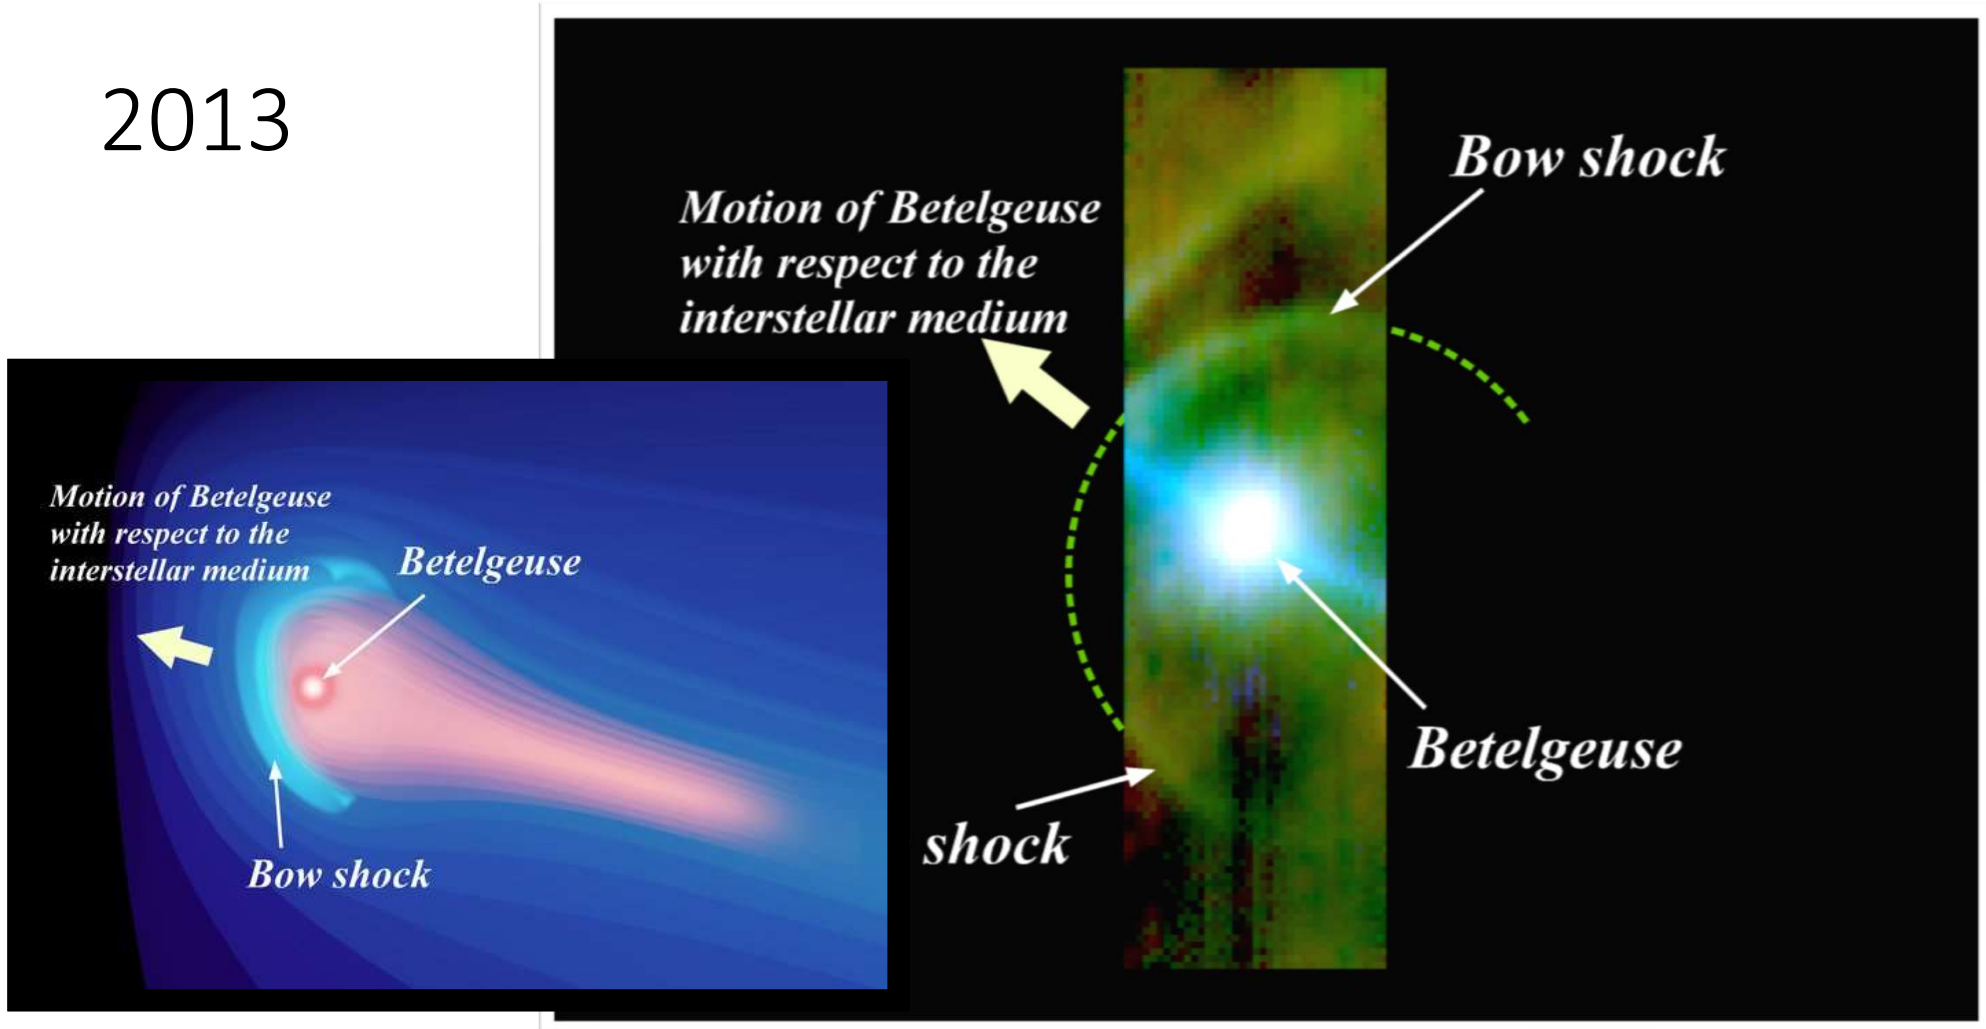 2013
Motion of Betelgeuse
with respect to the
interstellar medium
Bow shock
Betelgeuse
shock
Motion of Betelgeuse
with respect to the
interstellar medium
Betelgeuse
Bow shock